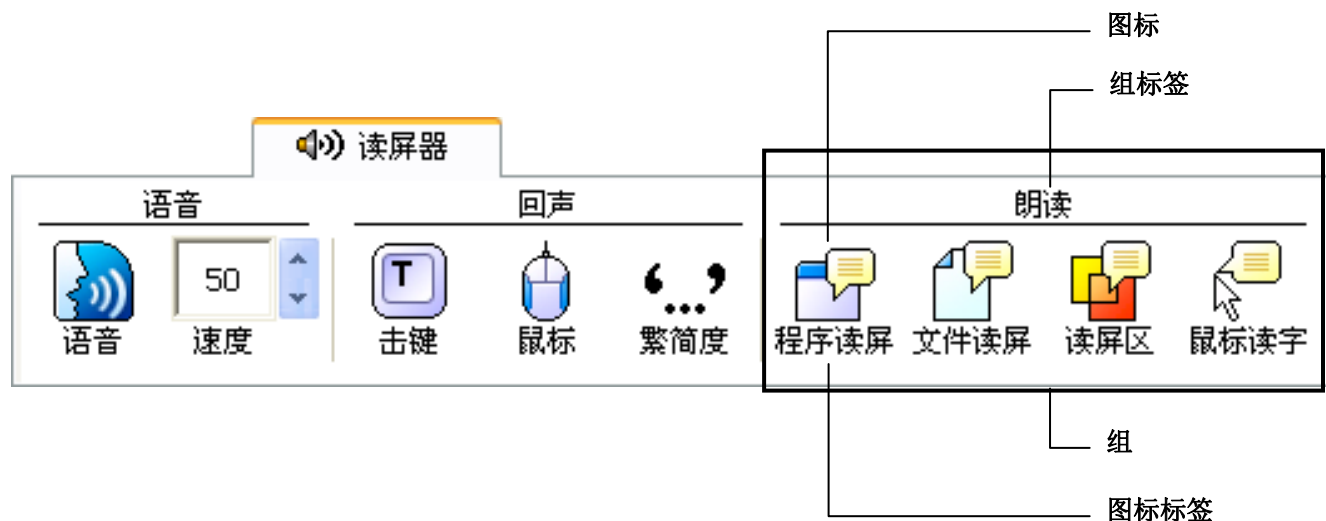 图标
组标签
读屏器
语音 回声 朗读
T
50
语音 速度 击键 鼠标 繁简度 程序读屏 文件读屏 读屏区 鼠标读字
组
图标标签